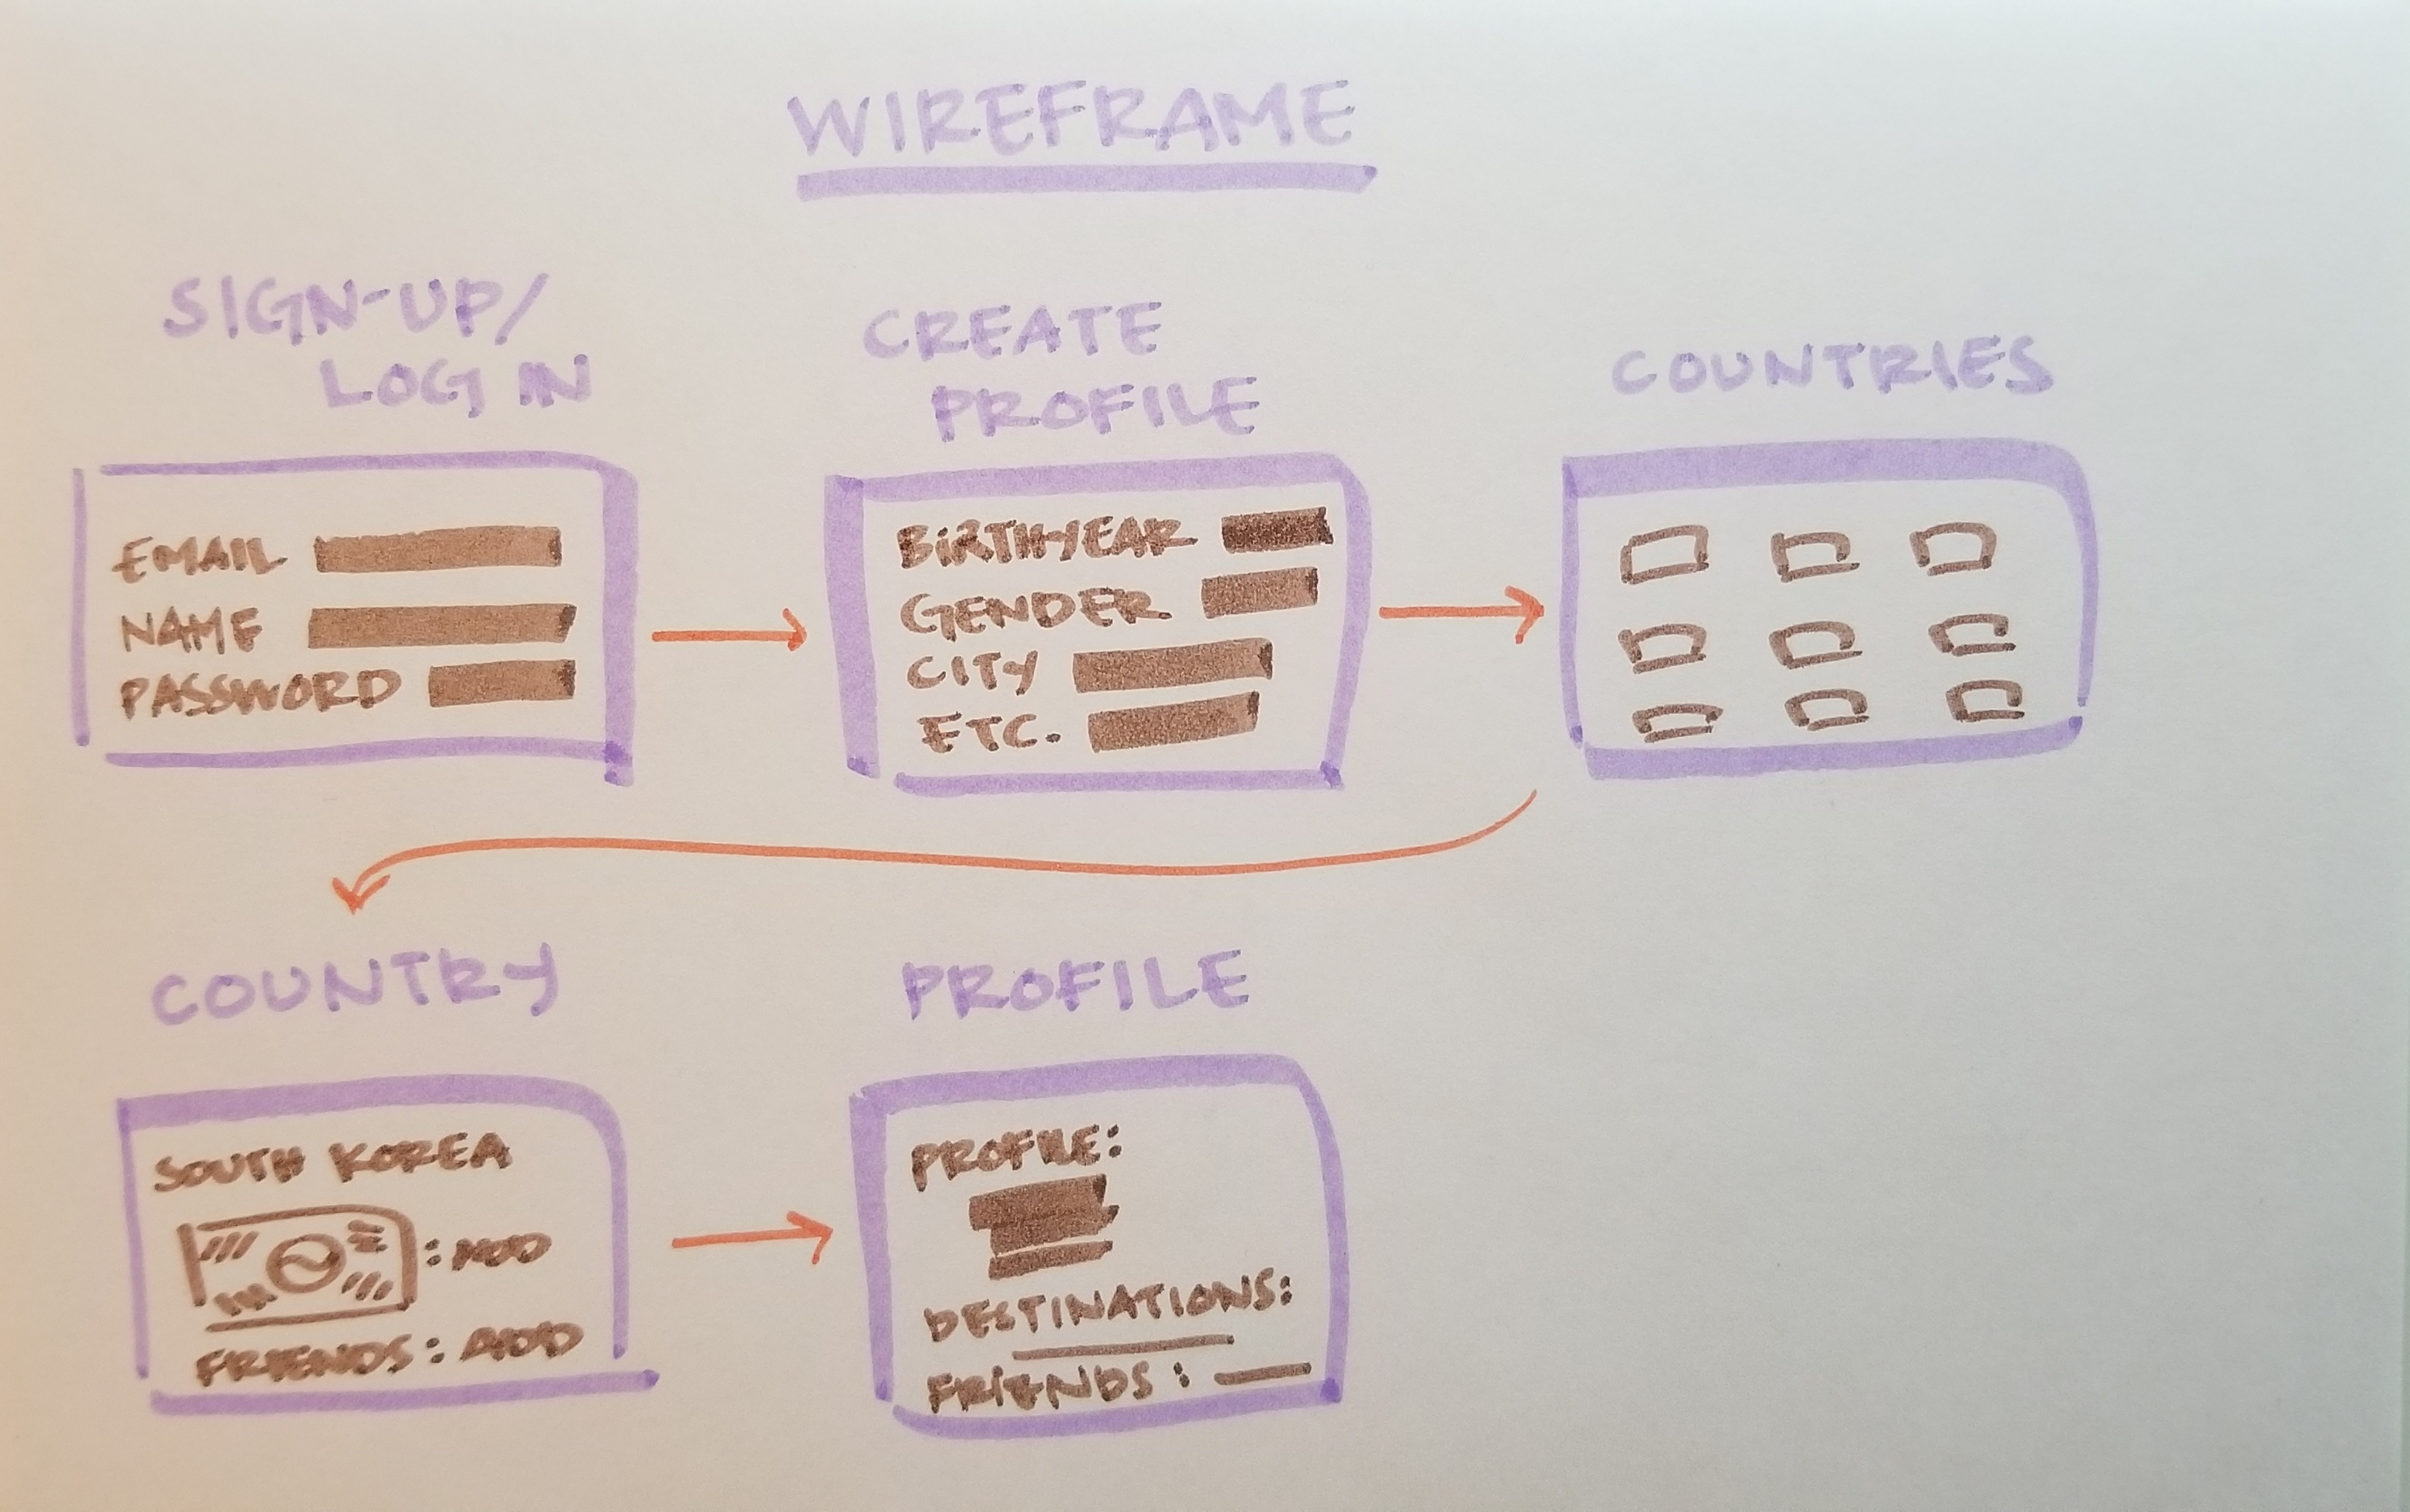 WIREFRAME
SIGN-UP/
LOG IN
EMAIL
NAME
PASSWORD
CREATE
PROFILE
BIRTHYEAR
GENDER
CITY
ETC.
COUNTRIES
COUNTRY
SOUTH KOREA
: ADD
FRIENDS: ADD
PROFILE
PROFILE:
DESTINATIONS:
FRIENDS: